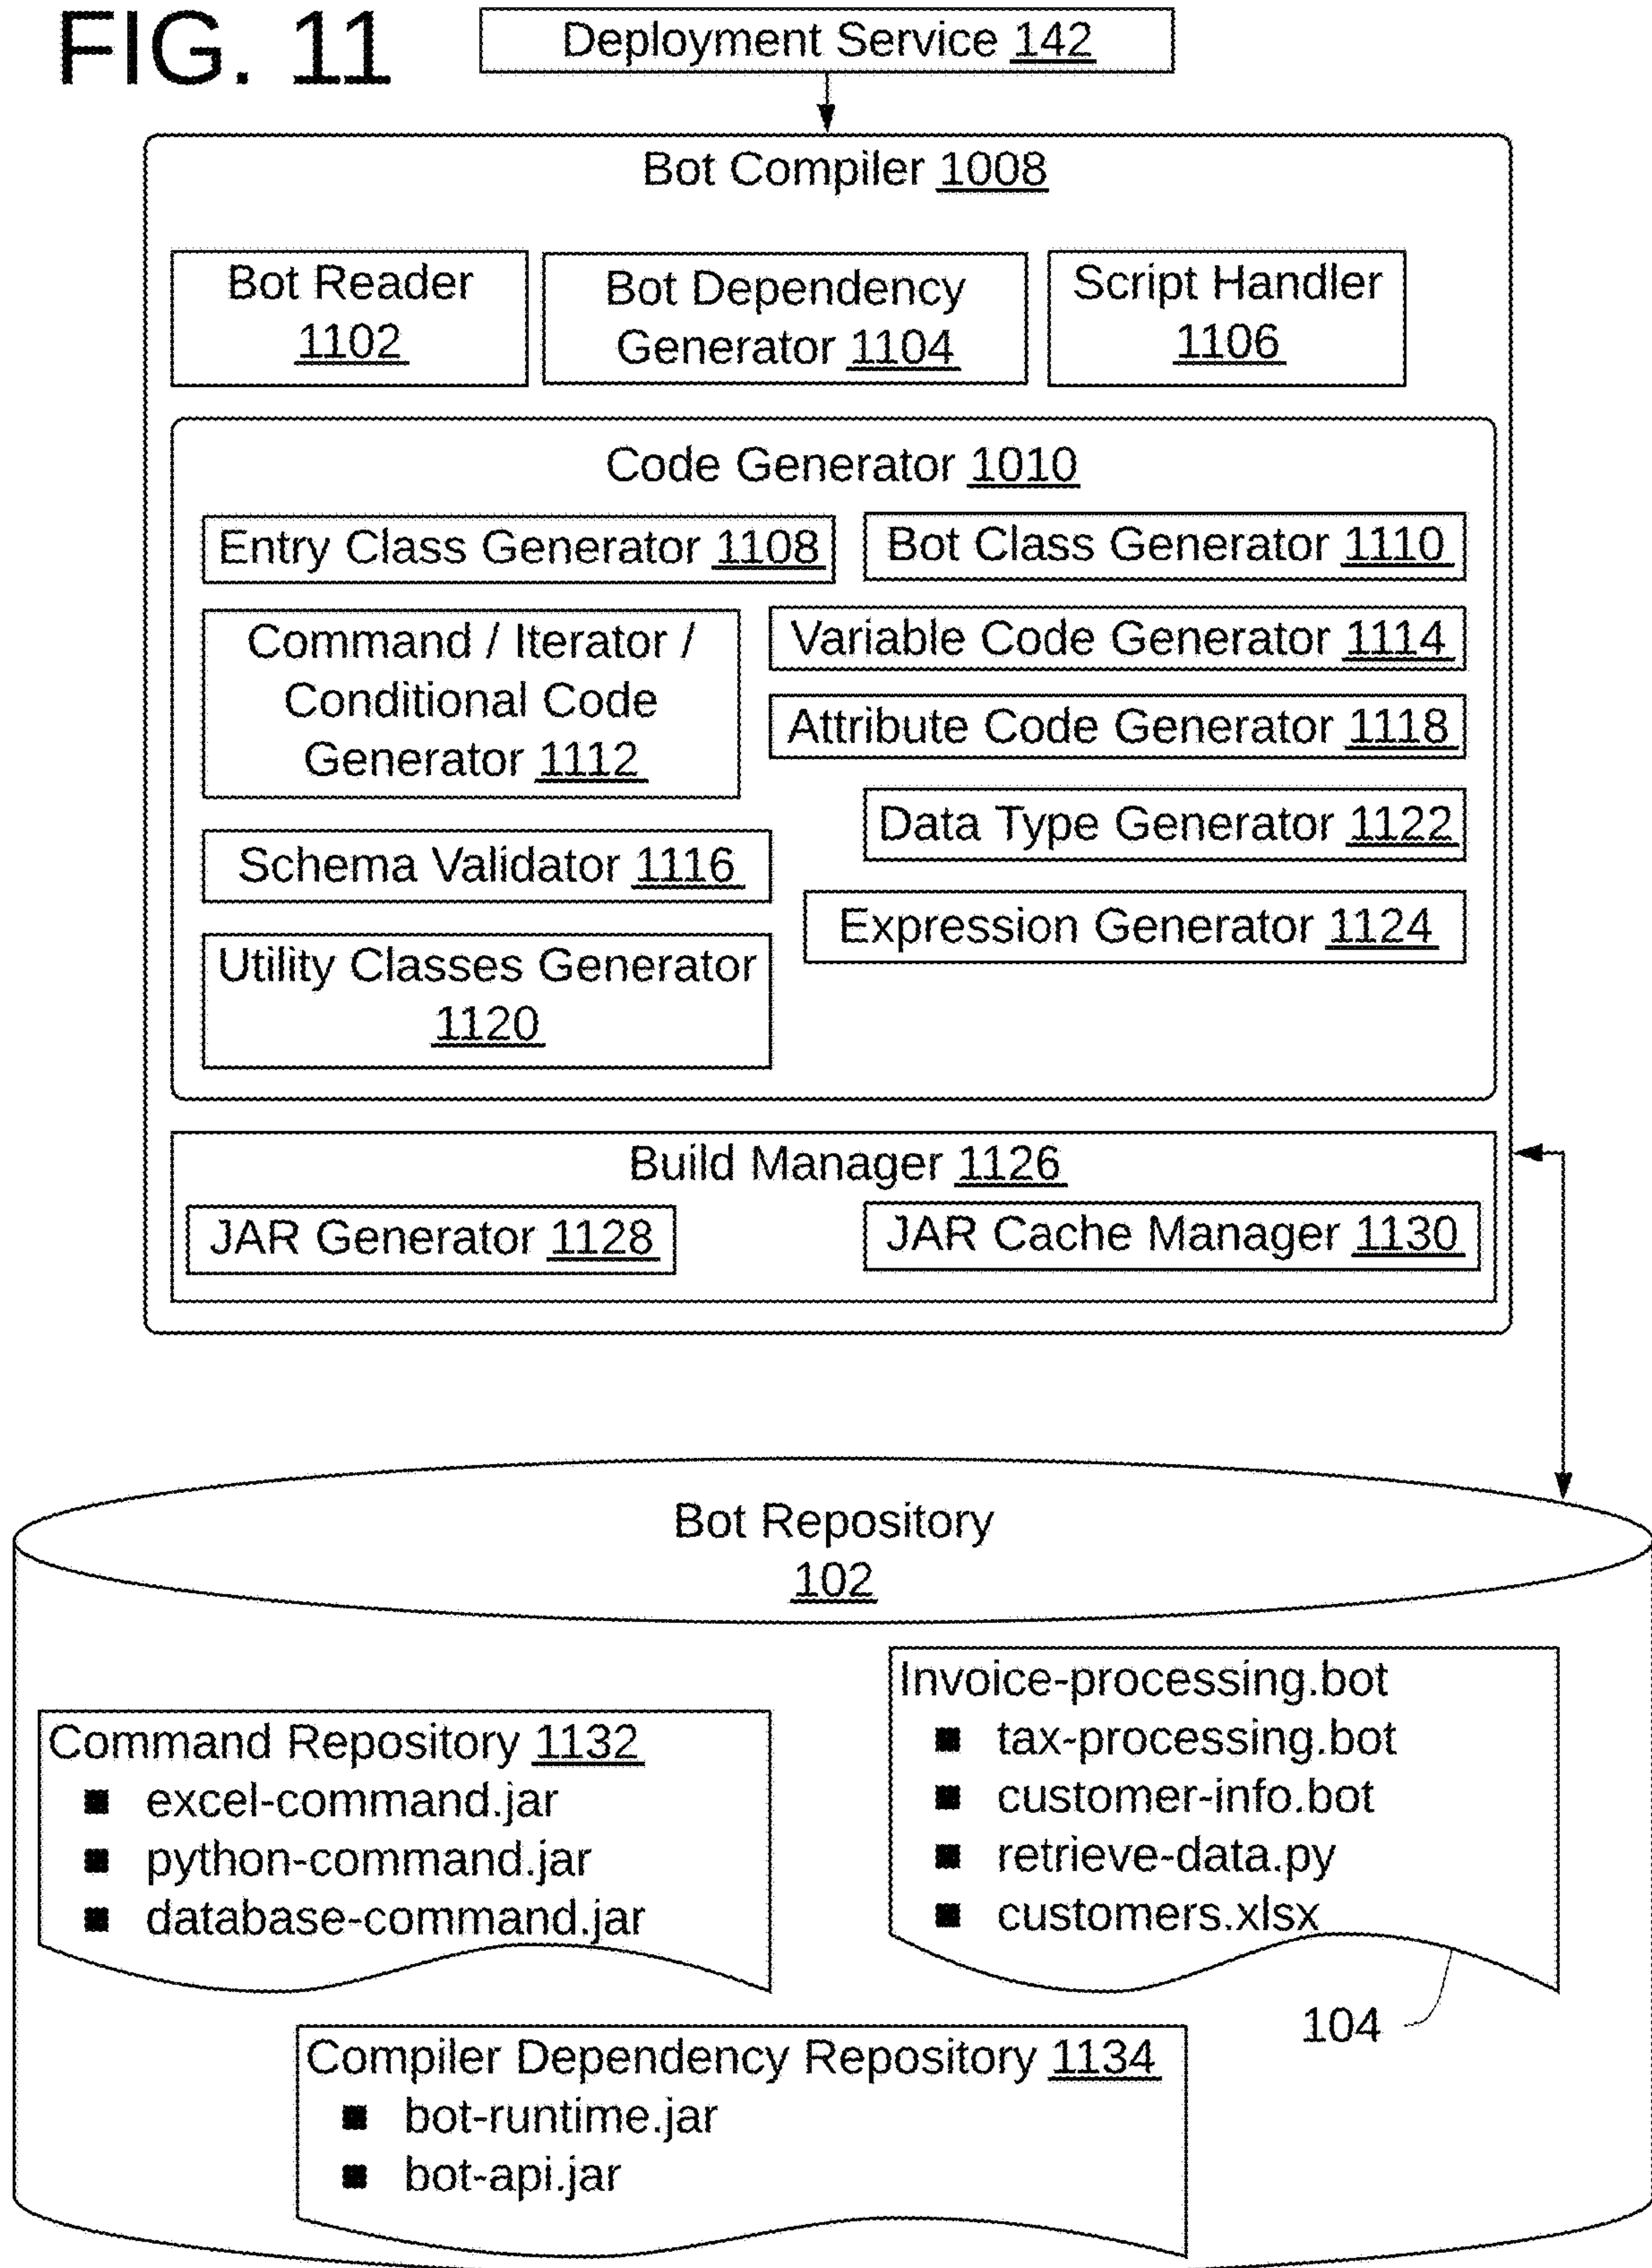 FIG. 11
Deployment Service 142
Bot Compiler 1008
Bot Reader
1102
Bot Dependency
Generator 1104
Script Handler
1106
Code Generator 1010
Entry Class Generator 1108
Bot Class Generator 1110
Command / Iterator /
Conditional Code
Generator 1112
Variable Code Generator 1114
Attribute Code Generator 1118
Schema Validator 1116
Data Type Generator 1122
Utility Classes Generator
1120
Expression Generator 1124
Build Manager 1126
JAR Generator 1128
JAR Cache Manager 1130
Bot Repository
102
Command Repository 1132
■ excel-command.jar
■ python-command.jar
■ database-command.jar
Invoice-processing.bot
■ tax-processing.bot
■ customer-info.bot
■ retrieve-data.py
■ customers.xlsx
104
Compiler Dependency Repository 1134
■ bot-runtime.jar
■ bot-api.jar